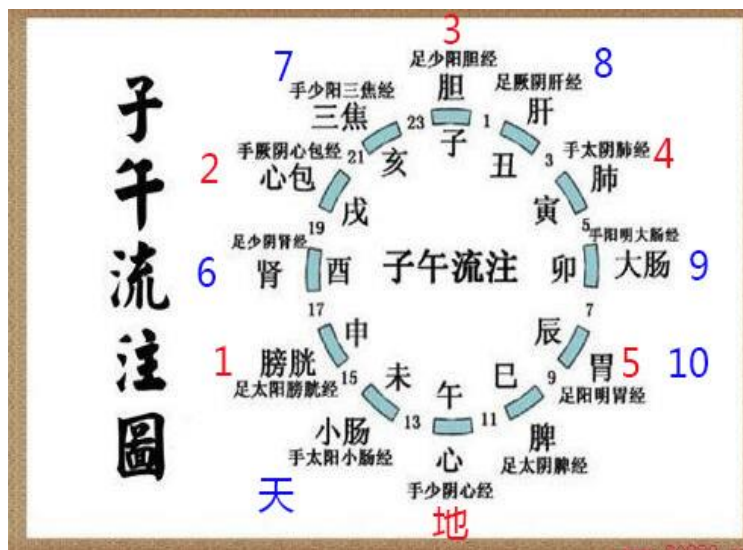 子午流注圖
3
足少阳胆经
胆
子
8
足厥阴肝经
肝
1
丑
3
手太阴肺经
4
肺
寅
5
手阳明大肠经
大肠
9
卯
7
辰
胃
5
10
足阳明胃经
9
巳
脾
足太阴脾经
11
午
心
手少阴心经
地
13
未
小肠
手太阳小肠经
天
15
申
1
膀胱
足太阳膀胱经
17
酉
足少阴肾经
肾
6
19
戌
手厥阴心包经
2
心包
21
亥
7
手少阳三焦经
三焦
23
子午流注